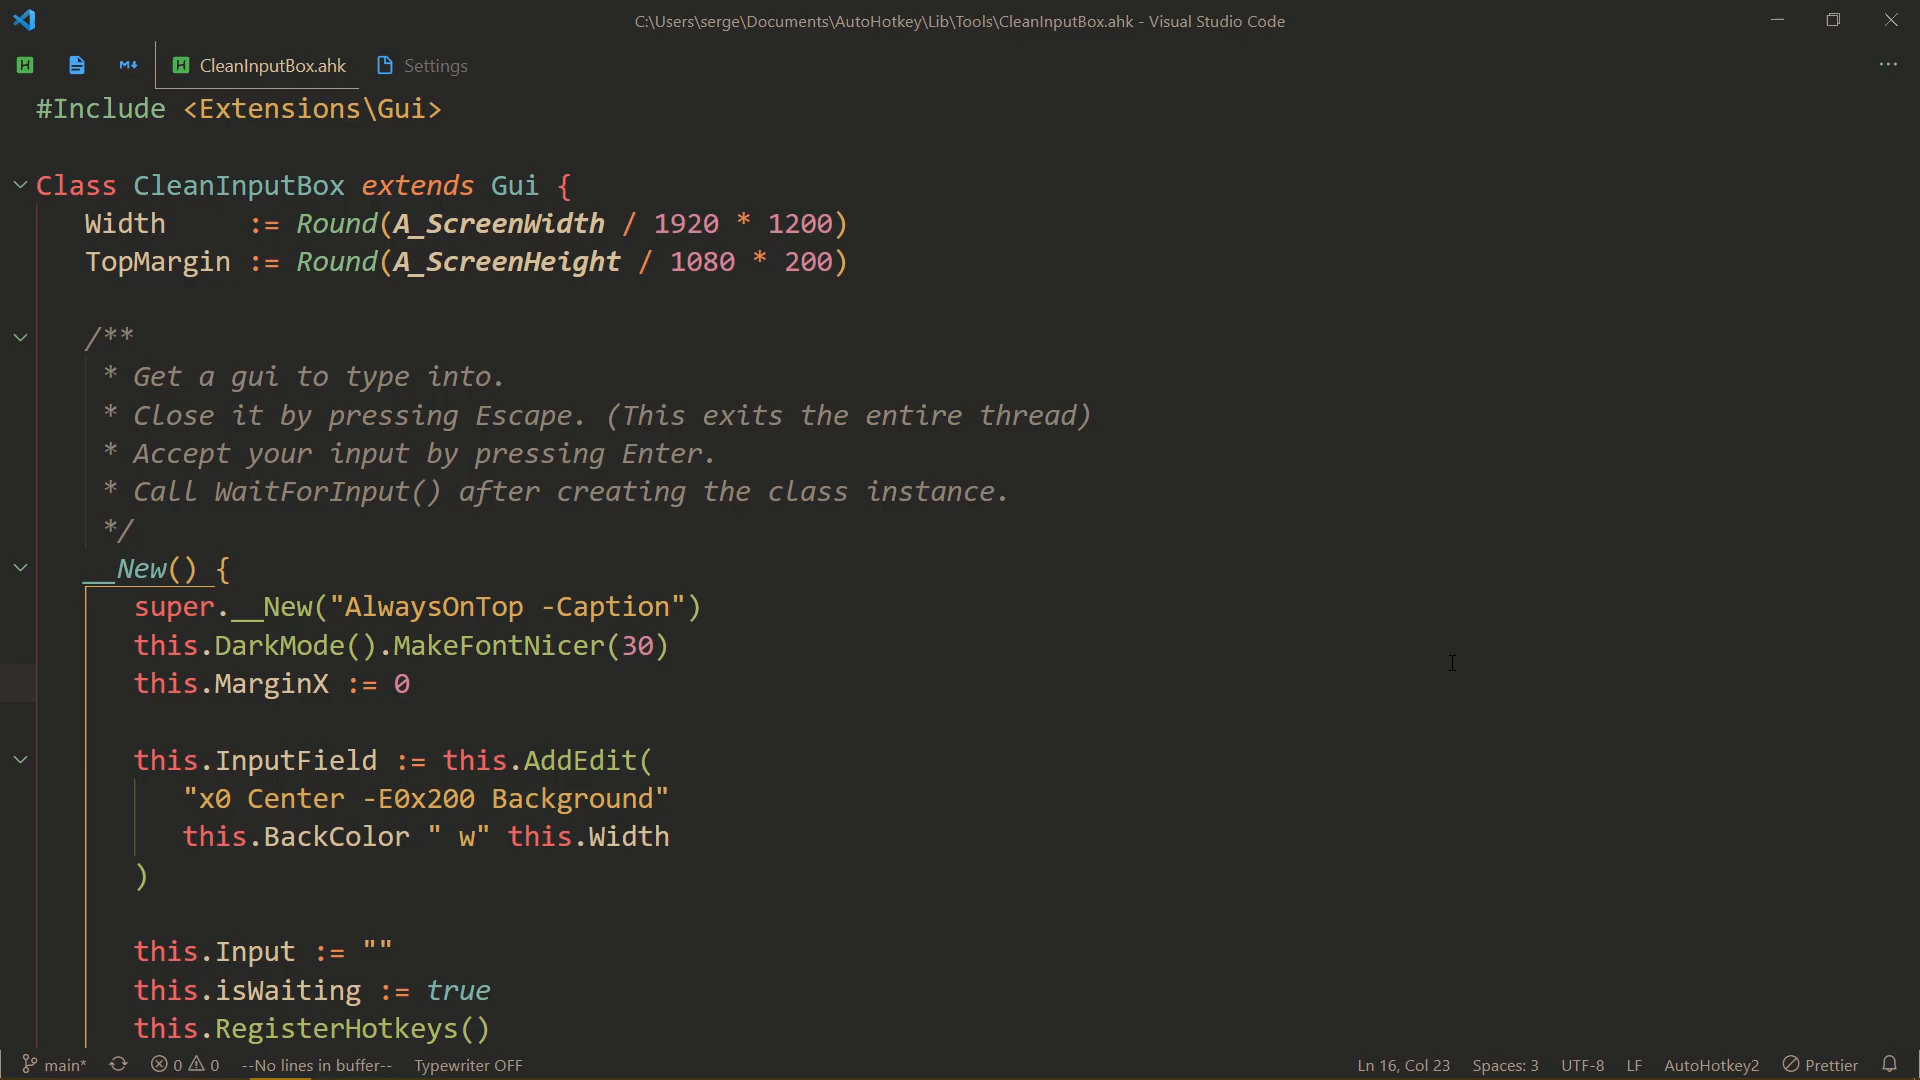 C:\Users\serge\Documents\AutoHotkey\Lib\Tools\CleanInputBox.ahk - Visual Studio Code
H M↓ H CleanInputBox.ahk Settings ...
#Include <Extensions\Gui>
Class CleanInputBox extends Gui {
Width := Round(A_ScreenWidth / 1920 * 1200)
TopMargin := Round(A_ScreenHeight / 1080 * 200)
/**
* Get a gui to type into.
* Close it by pressing Escape. (This exits the entire thread)
* Accept your input by pressing Enter.
* Call WaitForInput() after creating the class instance.
*/
__New() {
super.__New("AlwaysOnTop -Caption")
this.DarkMode().MakeFontNicer(30)
this.MarginX := 0
this.InputField := this.AddEdit(
"x0 Center -E0x200 Background"
this.BackColor " w" this.Width
)
this.Input := ""
this.isWaiting := true
this.RegisterHotkeys()
main* 0 0 --No lines in buffer-- Typewriter OFF Ln 16, Col 23 Spaces: 3 UTF-8 LF AutoHotkey2 Prettier